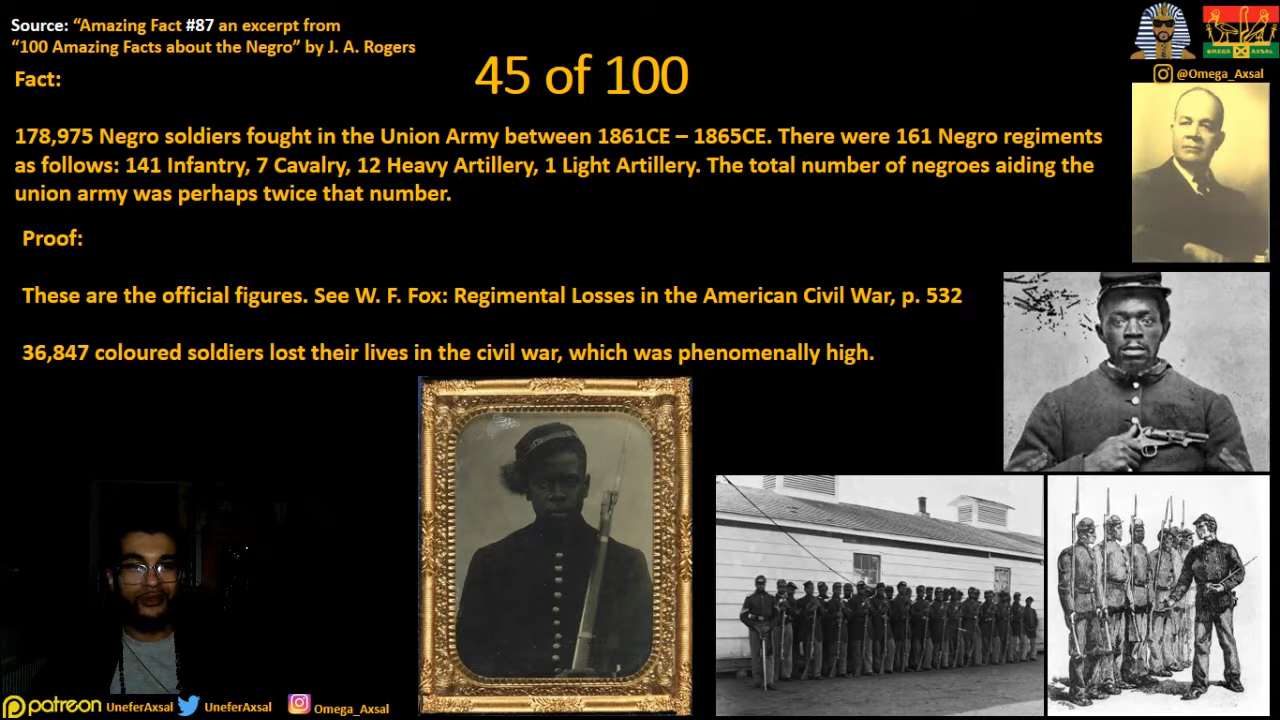 Source: “Amazing Fact #87 an excerpt from
“100 Amazing Facts about the Negro” by J. A. Rogers
Fact:
45 of 100
@Omega_Axsal
OMEGA AXSAL
178,975 Negro soldiers fought in the Union Army between 1861CE – 1865CE. There were 161 Negro regiments
as follows: 141 Infantry, 7 Cavalry, 12 Heavy Artillery, 1 Light Artillery. The total number of negroes aiding the
union army was perhaps twice that number.
Proof:
These are the official figures. See W. F. Fox: Regimental Losses in the American Civil War, p. 532
36,847 coloured soldiers lost their lives in the civil war, which was phenomenally high.
patreon UneferAxsal UneferAxsal Omega_Axsal